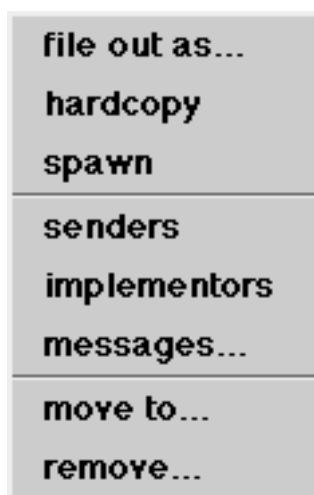 file out as...
hardcopy
spawn
senders
implementors
messages...
move to...
remove...